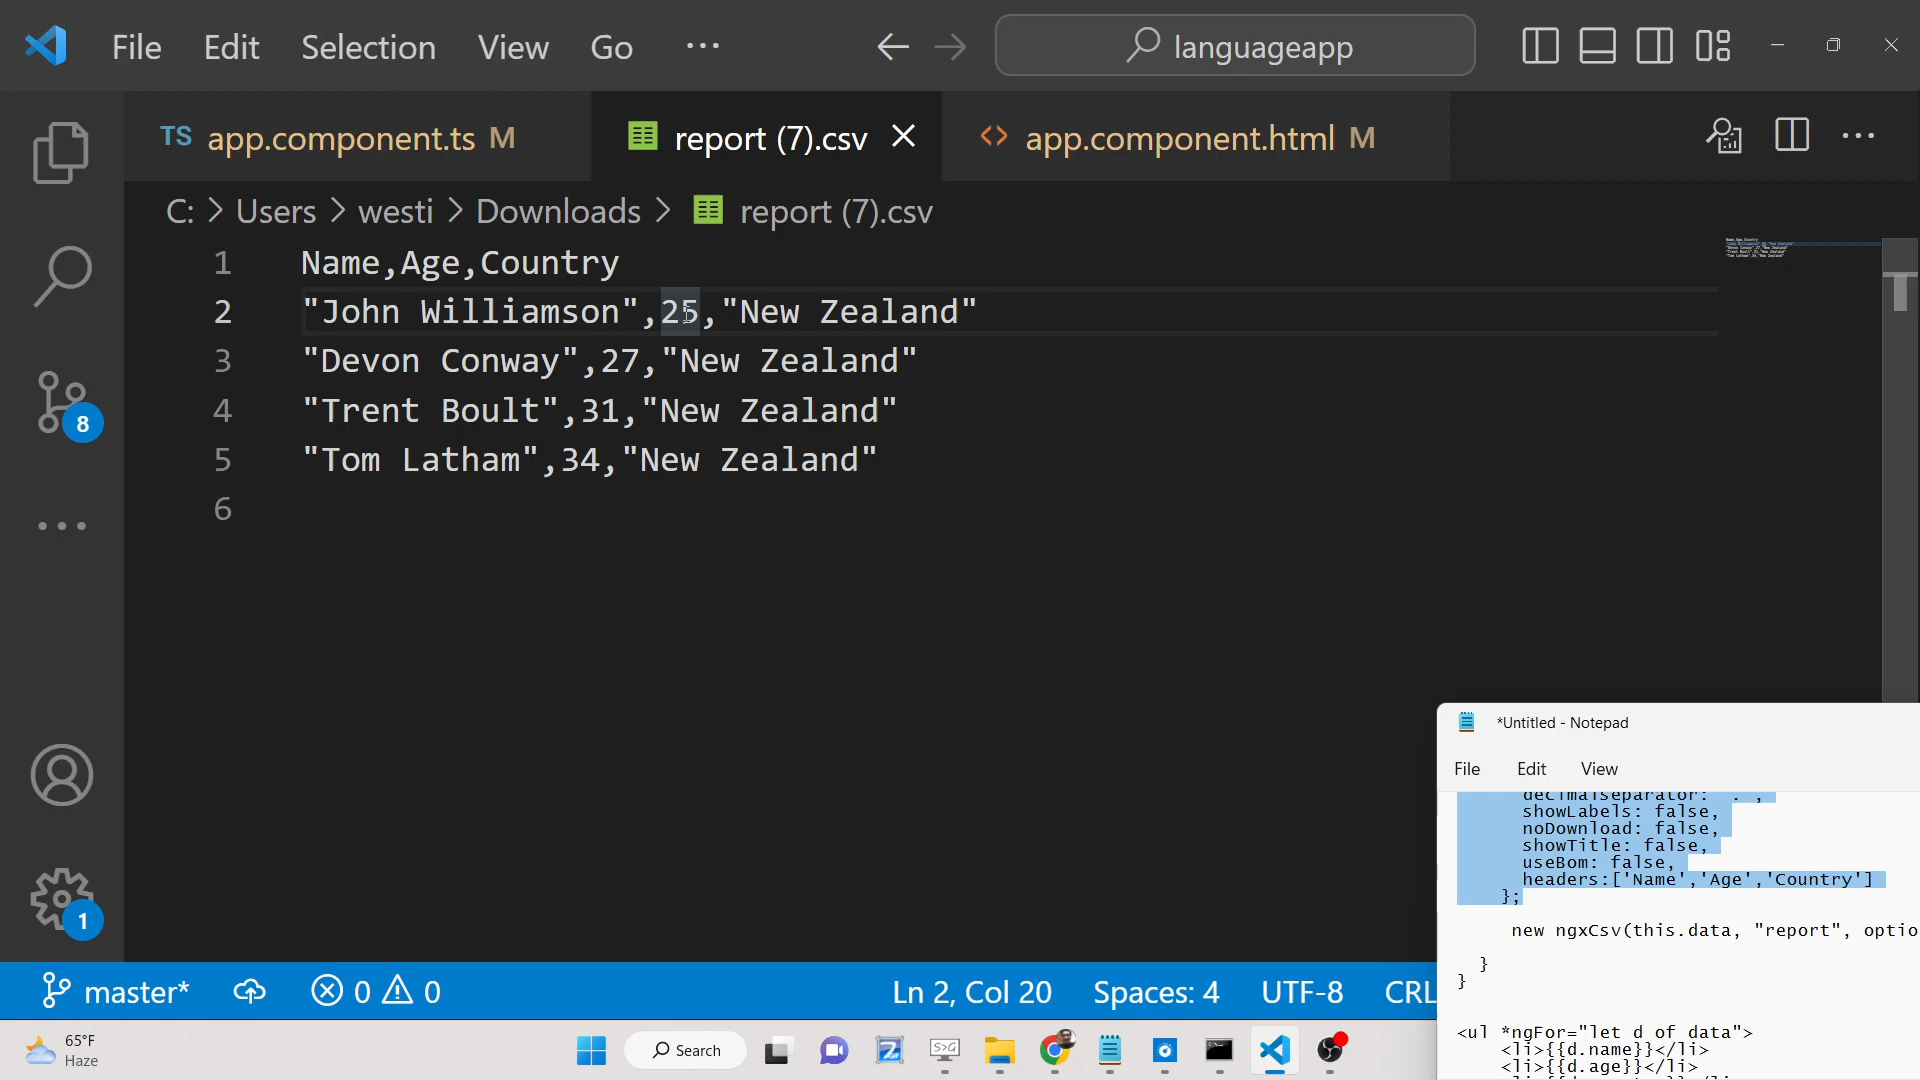 File Edit Selection View Go ··· languageapp
TS app.component.ts M report (7).csv app.component.html M
C: > Users > westi > Downloads > report (7).csv
1 Name,Age,Country
2 "John Williamson",25,"New Zealand"
3 "Devon Conway",27,"New Zealand"
4 "Trent Boult",31,"New Zealand"
5 "Tom Latham",34,"New Zealand"
6
8
1
*Untitled - Notepad
File Edit View
decimalseparator: '.',
showLabels: false,
noDownload: false,
showTitle: false,
useBom: false,
headers:['Name','Age','Country']
};
new ngxCsv(this.data, "report", optio
}
}
<ul *ngFor="let d of data">
<li>{{d.name}}</li>
<li>{{d.age}}</li>
master* 0 0 Ln 2, Col 20 Spaces: 4 UTF-8 CRL
65°F
Haze
Search